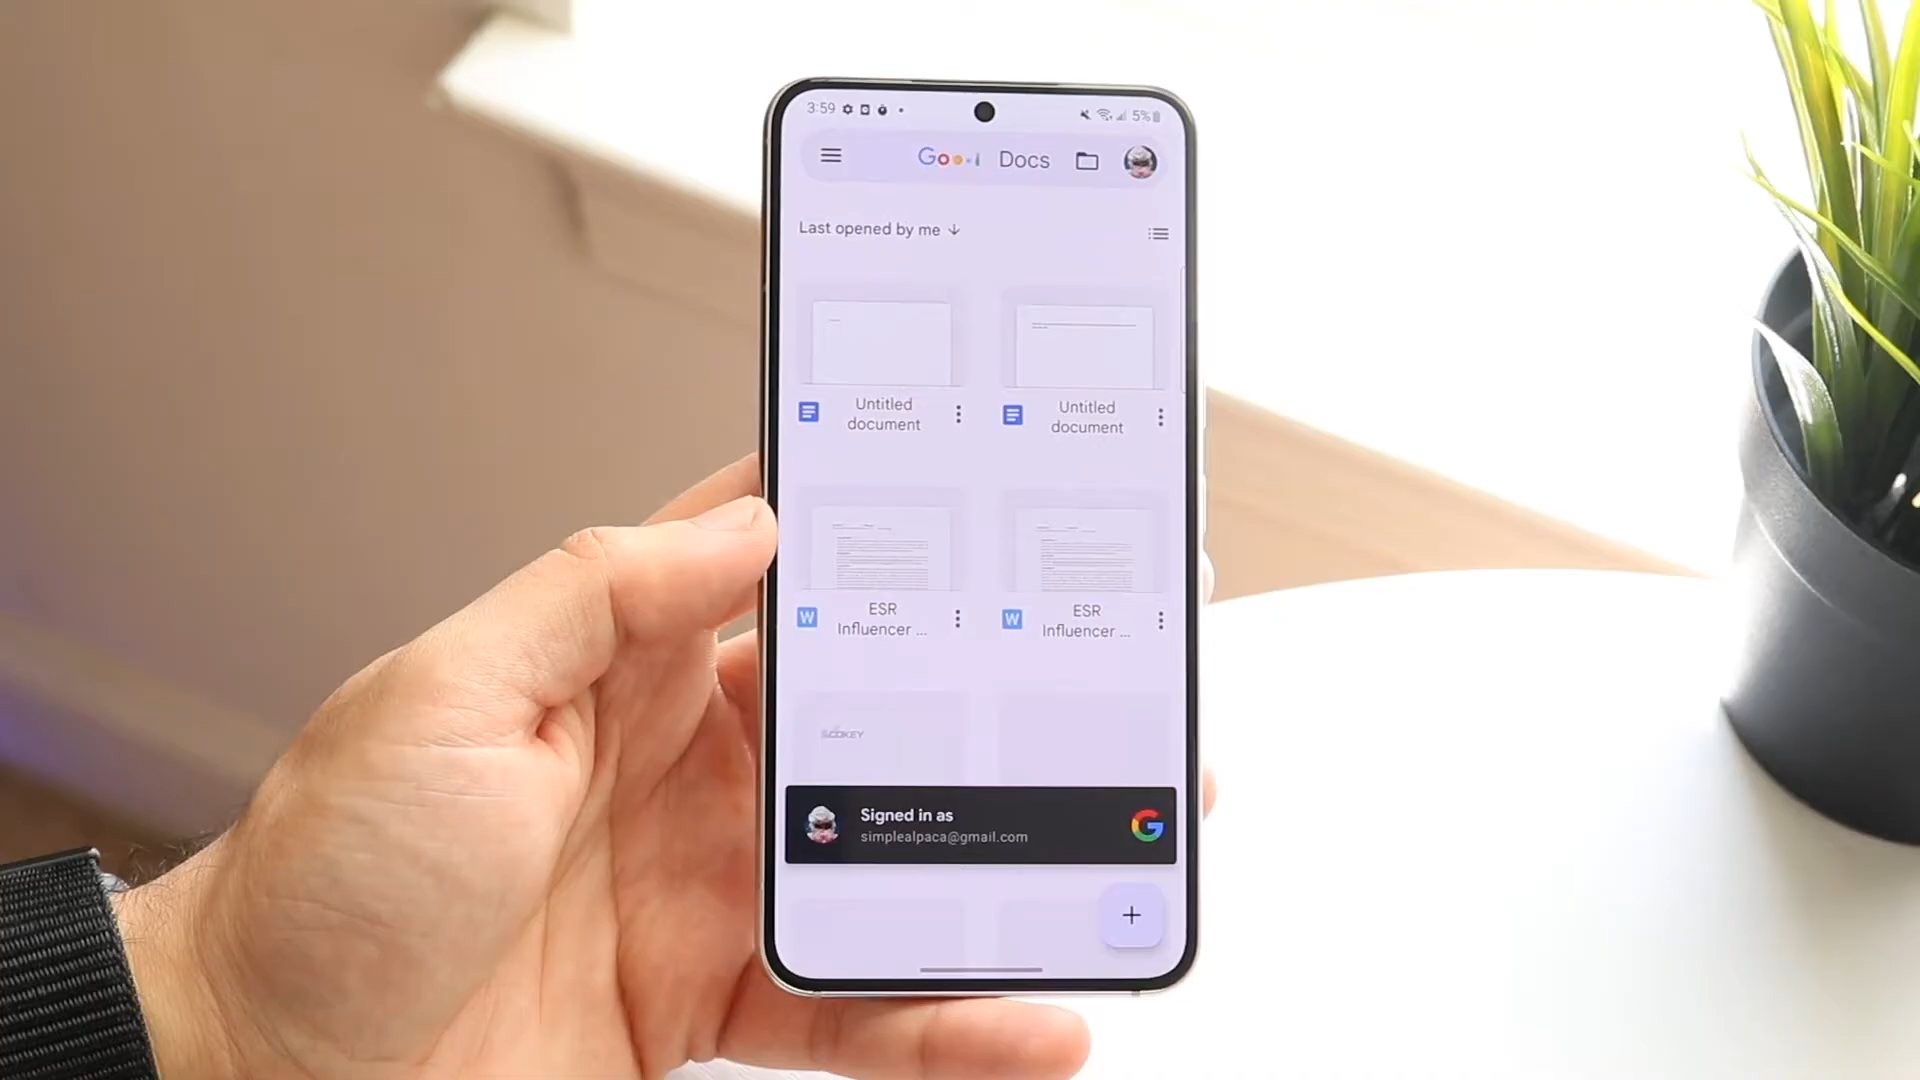 3:59
5%
Docs
Last opened by me
Untitled
document
Untitled
document
W
ESR
Influencer ...
W
ESR
Influencer ...
Signed in as
simplealpaca@gmail.com
G